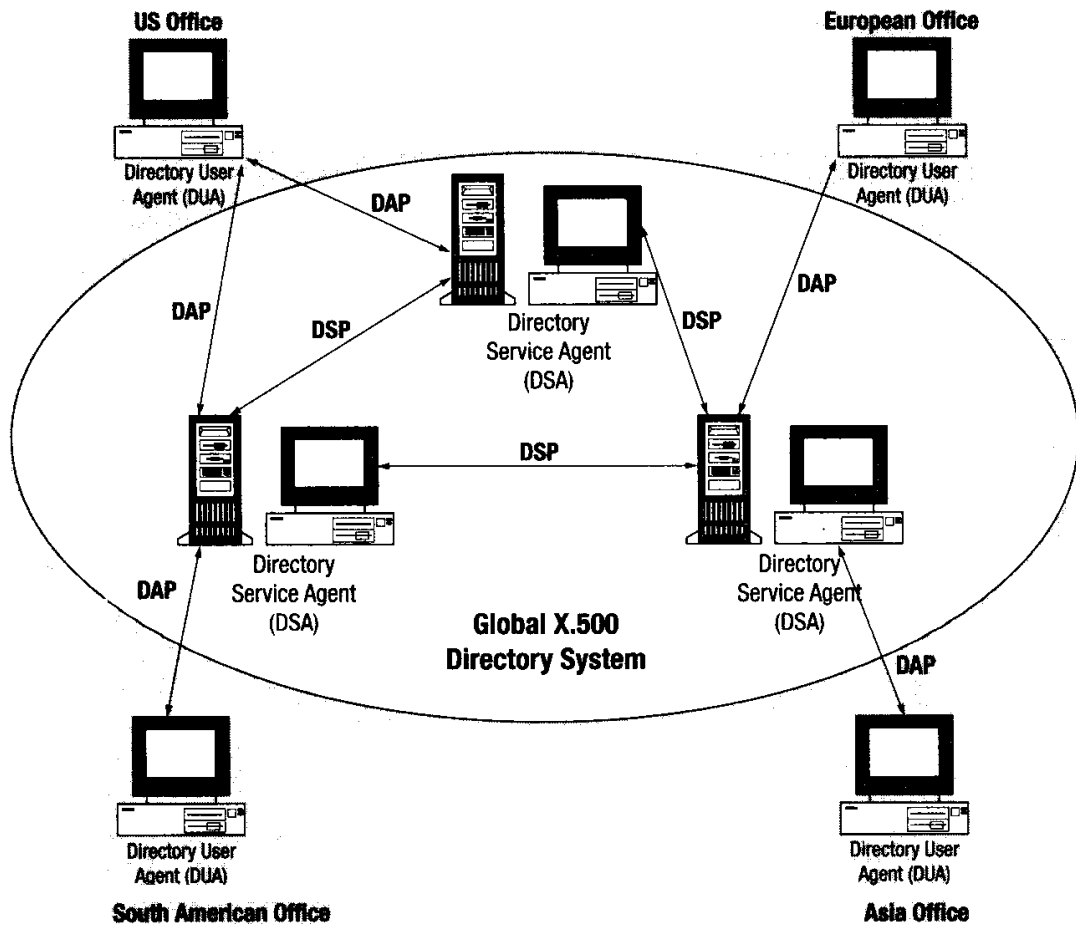 US Office
European Office
Directory User
Agent (DUA)
Directory User
Agent (DUA)
DAP
DAP
DAP
DSP
DSP
Directory
Service Agent
(DSA)
DSP
DAP
Directory
Service Agent
(DSA)
Directory
Service Agent
(DSA)
Global X.500
Directory System
DAP
Directory User
Agent (DUA)
Directory User
Agent (DUA)
South American Office
Asia Office